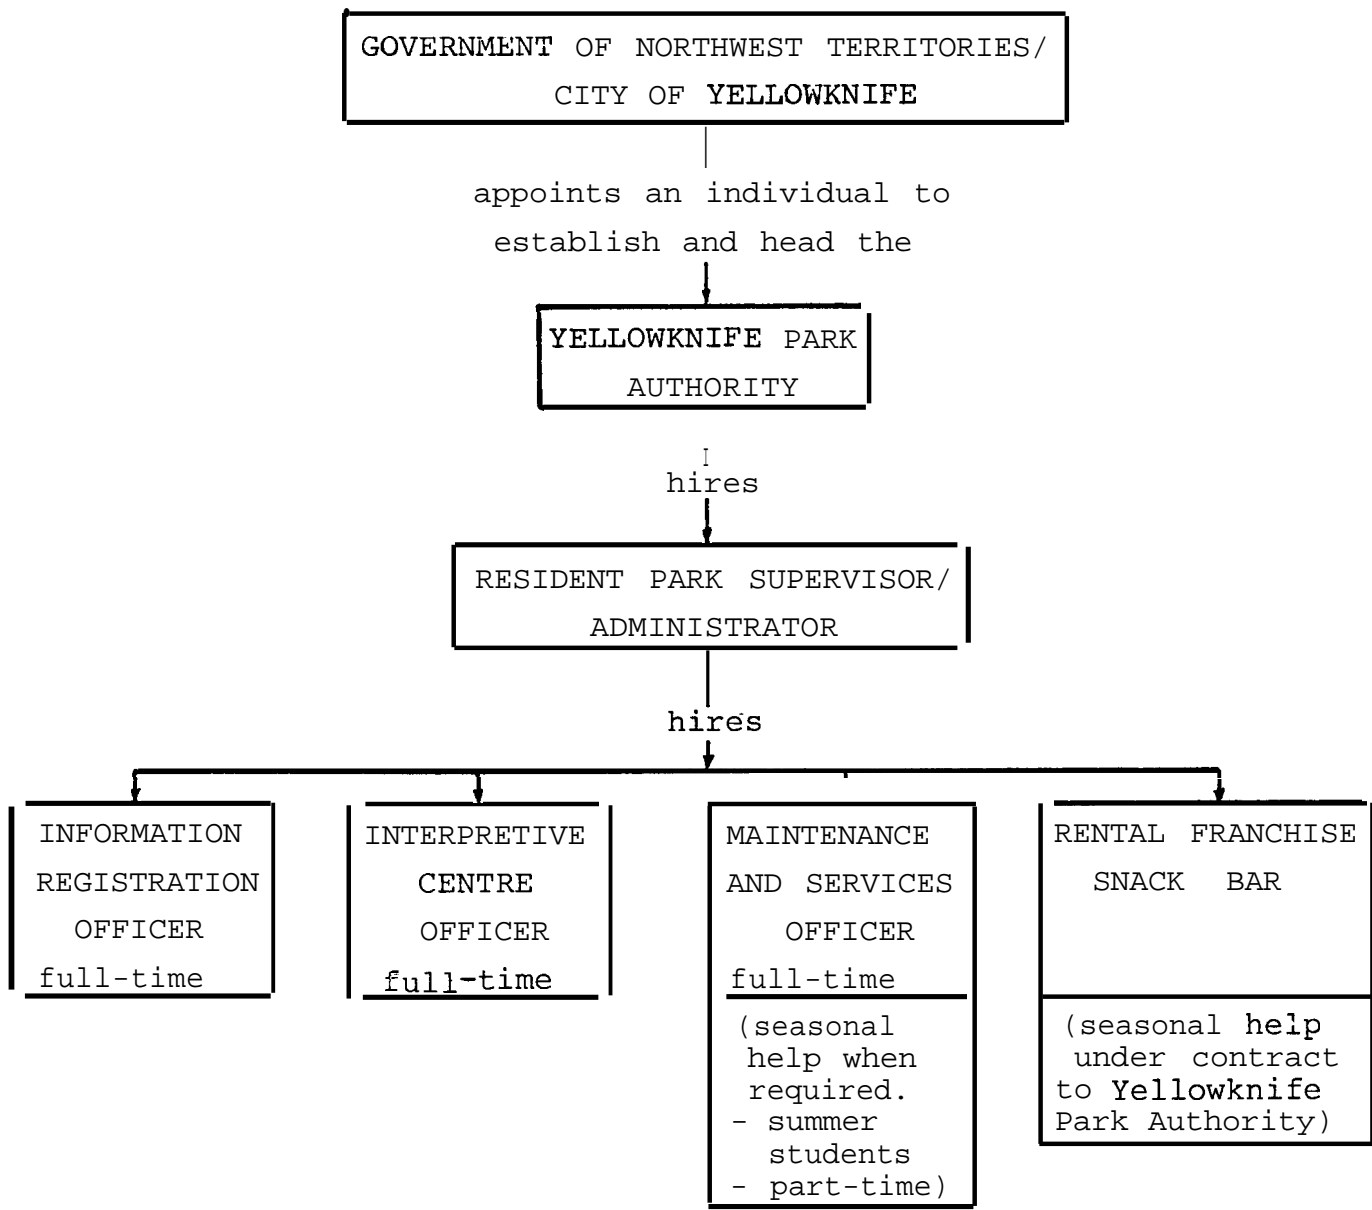 GOVERNMENT OF NORTHWEST TERRITORIES/
CITY OF YELLOWKNIFE
appoints an individual to
establish and head the
YELLOWKNIFE PARK
AUTHORITY
hires
RESIDENT PARK SUPERVISOR/
ADMINISTRATOR
hires
INFORMATION
REGISTRATION
OFFICER
full-time
INTERPRETIVE
CENTRE
OFFICER
full-time
MAINTENANCE
AND SERVICES
OFFICER
full-time
(seasonal
help when
required.
- summer
students
- part-time)
RENTAL FRANCHISE
SNACK BAR
(seasonal help
under contract
to Yellowknife
Park Authority)